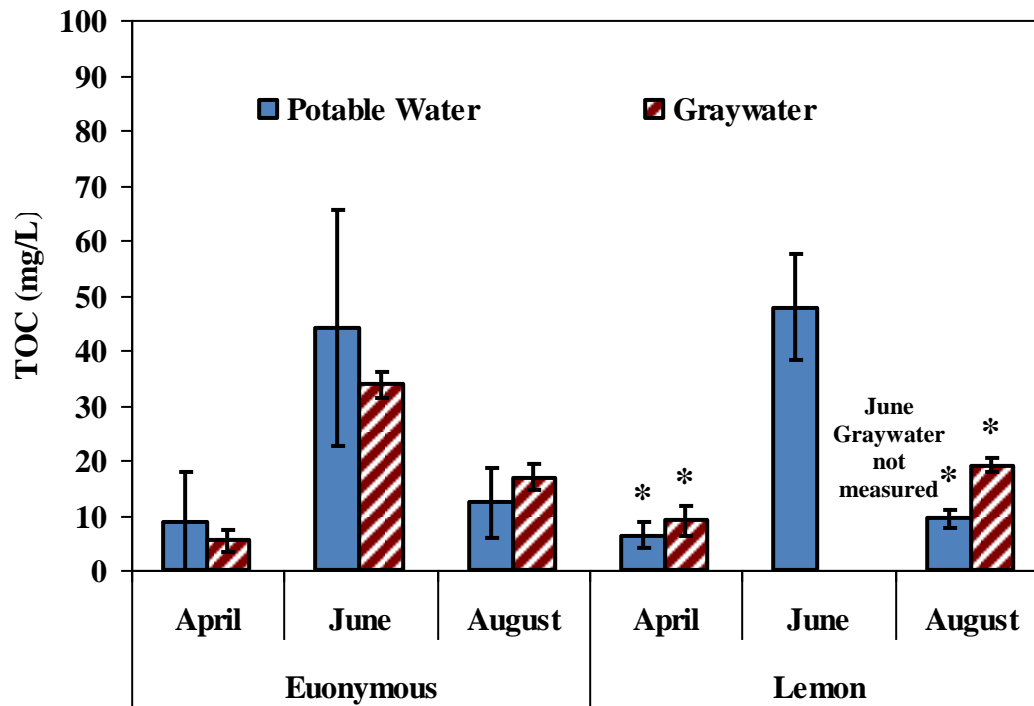 100
90
80
70
60
50
40
30
20
10
0
TOC (mg/L)
Potable Water
Graywater
June
Graywater
not
measured
*
*
*
*
April
June
August
April
June
August
Euonymous
Lemon